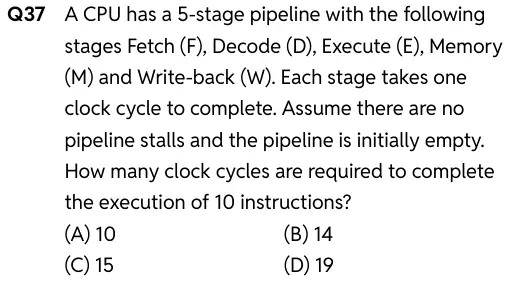 Q37 A CPU has a 5-stage pipeline with the following
stages Fetch (F), Decode (D), Execute (E), Memory
(M) and Write-back (W). Each stage takes one
clock cycle to complete. Assume there are no
pipeline stalls and the pipeline is initially empty.
How many clock cycles are required to complete
the execution of 10 instructions?
(A) 10 (B) 14
(C) 15 (D) 19